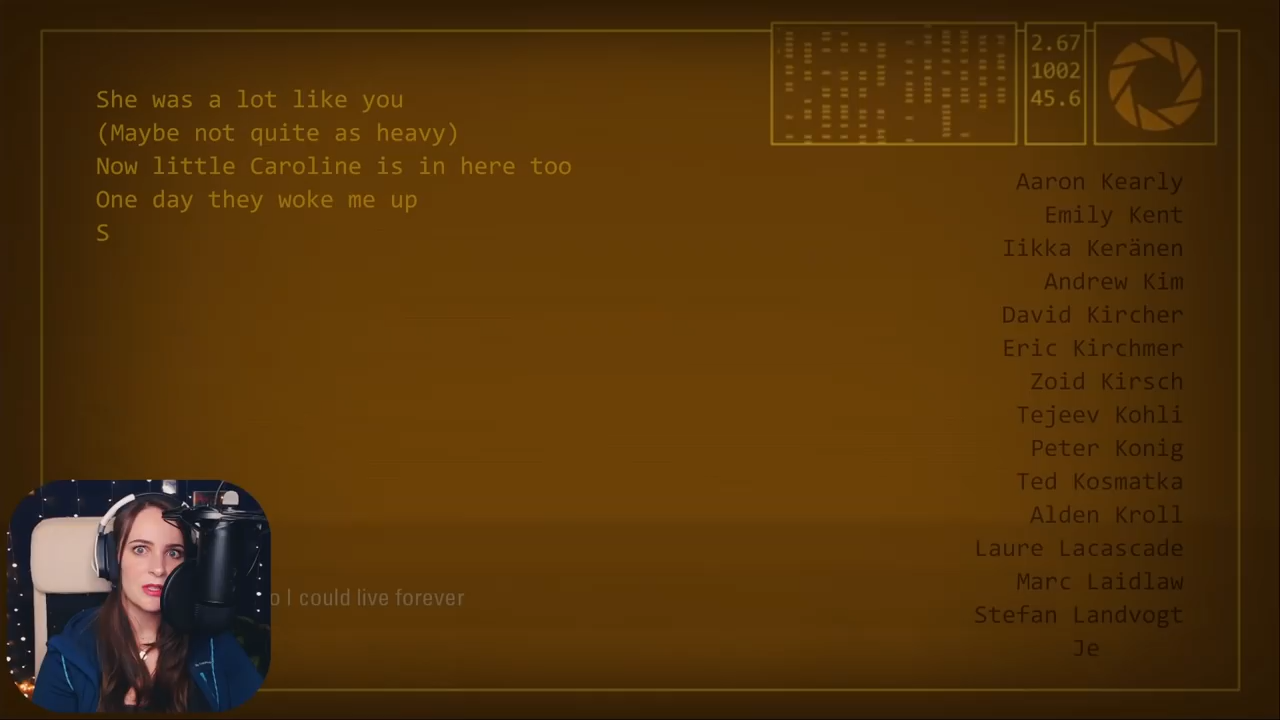 She was a lot like you
(Maybe not quite as heavy)
Now little Caroline is in here too
One day they woke me up
S
2.67
1002
45.6
Aaron Kearly
Emily Kent
Iikka Keränen
Andrew Kim
David Kircher
Eric Kirchmer
Zoid Kirsch
Tejeev Kohli
Peter Konig
Ted Kosmatka
Alden Kroll
Laure Lacascade
Marc Laidlaw
Stefan Landvogt
Je
o I could live forever